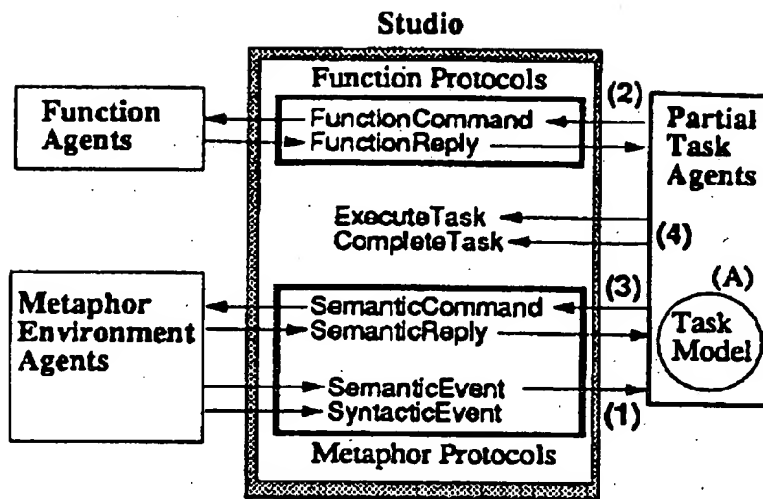 Studio
Function Protocols
Function
Agents
FunctionCommand
FunctionReply
(2)
Partial
Task
Agents
ExecuteTask
CompleteTask
(4)
Metaphor
Environment
Agents
SemanticCommand
SemanticReply
(3)
(A)
Task
Model
SemanticEvent
SyntacticEvent
(1)
Metaphor Protocols